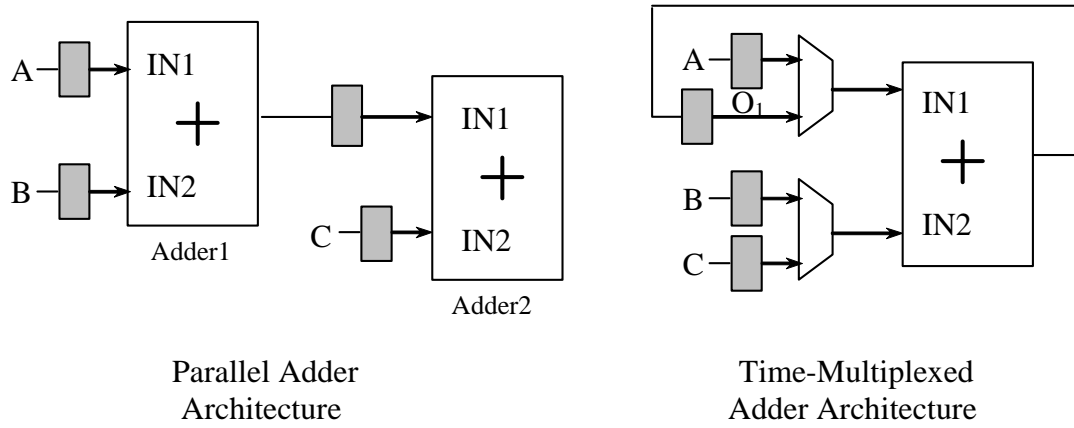 A
IN1
+
B
IN2
Adder1
IN1
+
C
IN2
Adder2
Parallel Adder
Architecture
A
O₁
IN1
+
B
C
IN2
Time-Multiplexed
Adder Architecture